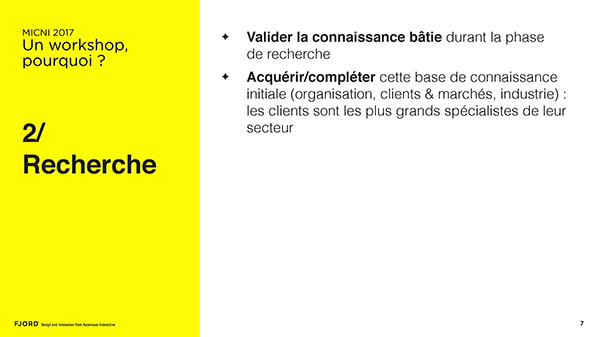 MICNI 2017
Un workshop,
pourquoi ?
2/
Recherche
✦ Valider la connaissance bâtie durant la phase
de recherche
✦ Acquérir/compléter cette base de connaissance
initiale (organisation, clients & marchés, industrie) :
les clients sont les plus grands spécialistes de leur
secteur
FJORD Design and Innovation from Accenture Interactive
7